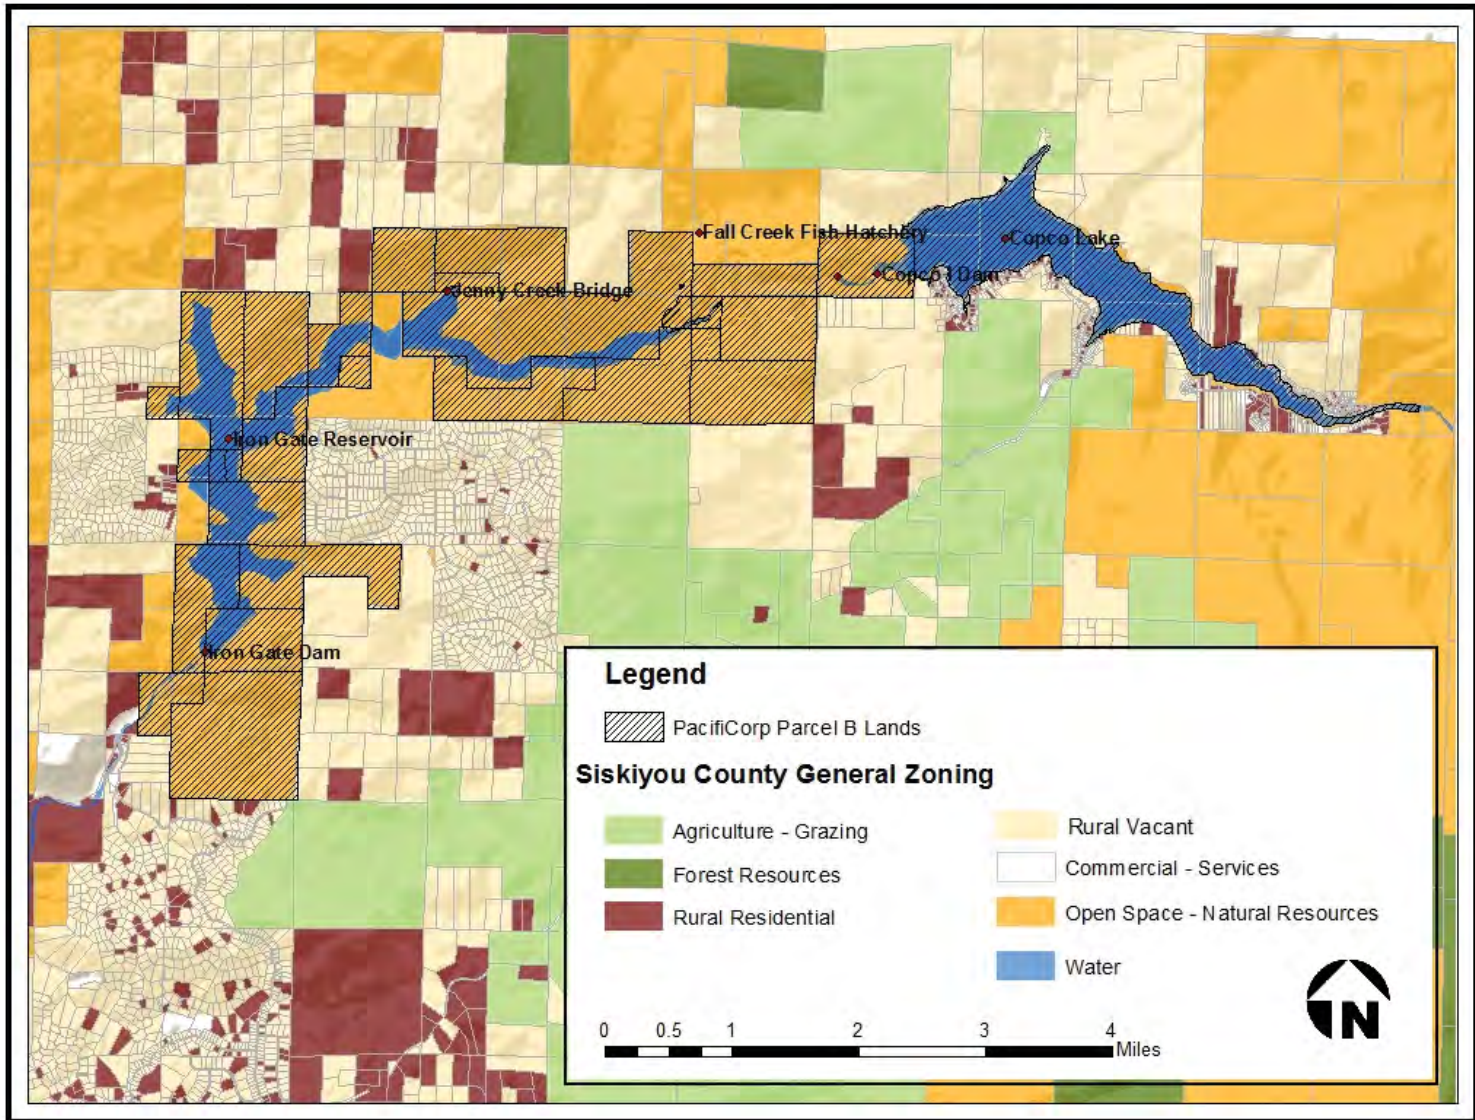 Fall Creek Fish Hatchery
Copco Lake
Copco I Dam
Jenny Creek Bridge
Iron Gate Reservoir
Iron Gate Dam
Legend
PacifiCorp Parcel B Lands
Siskiyou County General Zoning
Agriculture - Grazing
Forest Resources
Rural Residential
Rural Vacant
Commercial - Services
Open Space - Natural Resources
Water
N
0 0.5 1 2 3 4
Miles